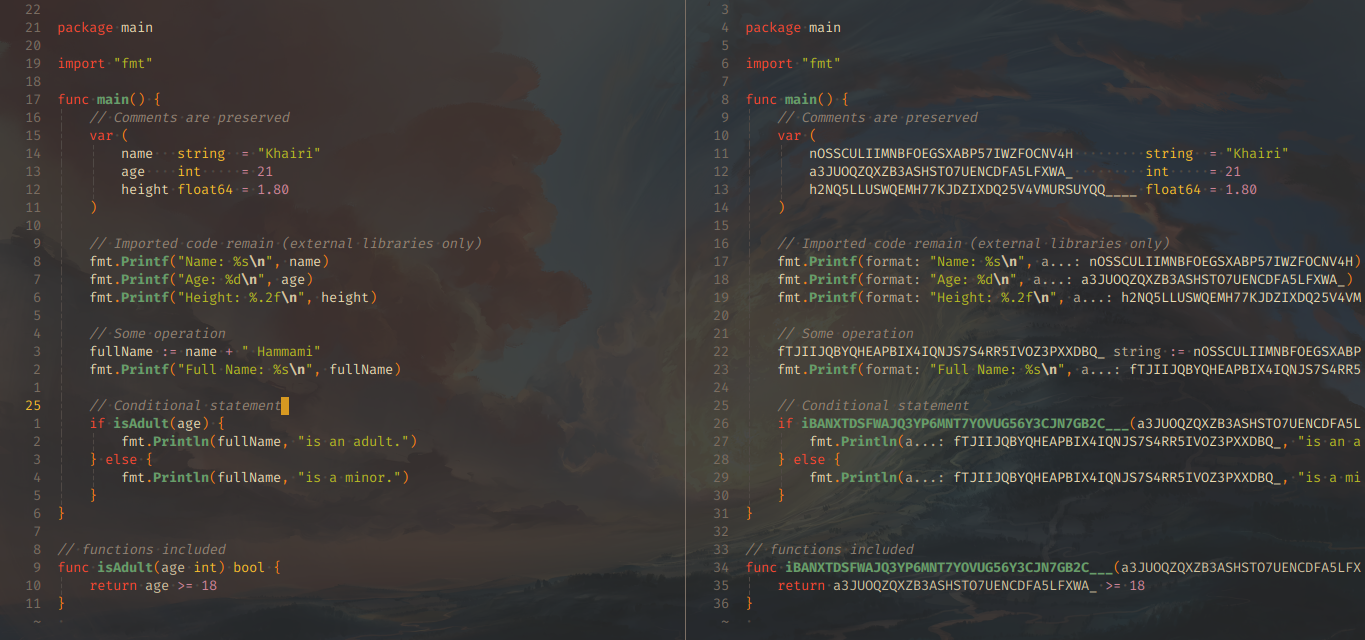 22
21 package main
20
19 import "fmt"
18
17 func main() {
16     // Comments are preserved
15     var (
14         name   string  = "Khairi"
13         age    int     = 21
12         height float64 = 1.80
11     )
10
9     // Imported code remain (external libraries only)
8     fmt.Printf("Name: %s\n", name)
7     fmt.Printf("Age: %d\n", age)
6     fmt.Printf("Height: %.2f\n", height)
5
4     // Some operation
3     fullName := name + " Hammami"
2     fmt.Printf("Full Name: %s\n", fullName)
1
25     // Conditional statement
1     if isAdult(age) {
2         fmt.Println(fullName, "is an adult.")
3     } else {
4         fmt.Println(fullName, "is a minor.")
5     }
6 }
7
8 // functions included
9 func isAdult(age int) bool {
10     return age >= 18
11 }
~
3
4 package main
5
6 import "fmt"
7
8 func main() {
9     // Comments are preserved
10     var (
11         nOSSCULIIMNBFOEGSXABP57IWZFOCNV4H         string  = "Khairi"
12         a3JUOQZQXZB3ASHSTO7UENCDFA5LFXWA_         int     = 21
13         h2NQ5LLUSWQEMH77KJDZIXDQ25V4VMURSUYQQ____ float64 = 1.80
14     )
15
16     // Imported code remain (external libraries only)
17     fmt.Printf(format: "Name: %s\n", a...: nOSSCULIIMNBFOEGSXABP57IWZFOCNV4H)
18     fmt.Printf(format: "Age: %d\n", a...: a3JUOQZQXZB3ASHSTO7UENCDFA5LFXWA_)
19     fmt.Printf(format: "Height: %.2f\n", a...: h2NQ5LLUSWQEMH77KJDZIXDQ25V4VM
20
21     // Some operation
22     fTJIIJQBYQHEAPBIX4IQNJS7S4RR5IVOZ3PXXDBQ_ string := nOSSCULIIMNBFOEGSXABP
23     fmt.Printf(format: "Full Name: %s\n", a...: fTJIIJQBYQHEAPBIX4IQNJS7S4RR5
24
25     // Conditional statement
26     if iBANXTDSFWAJQ3YP6MNT7YOVUG56Y3CJN7GB2C___(a3JUOQZQXZB3ASHSTO7UENCDFA5L
27         fmt.Println(a...: fTJIIJQBYQHEAPBIX4IQNJS7S4RR5IVOZ3PXXDBQ_, "is an a
28     } else {
29         fmt.Println(a...: fTJIIJQBYQHEAPBIX4IQNJS7S4RR5IVOZ3PXXDBQ_, "is a mi
30     }
31 }
32
33 // functions included
34 func iBANXTDSFWAJQ3YP6MNT7YOVUG56Y3CJN7GB2C___(a3JUOQZQXZB3ASHSTO7UENCDFA5LFX
35     return a3JUOQZQXZB3ASHSTO7UENCDFA5LFXWA_ >= 18
36 }
~